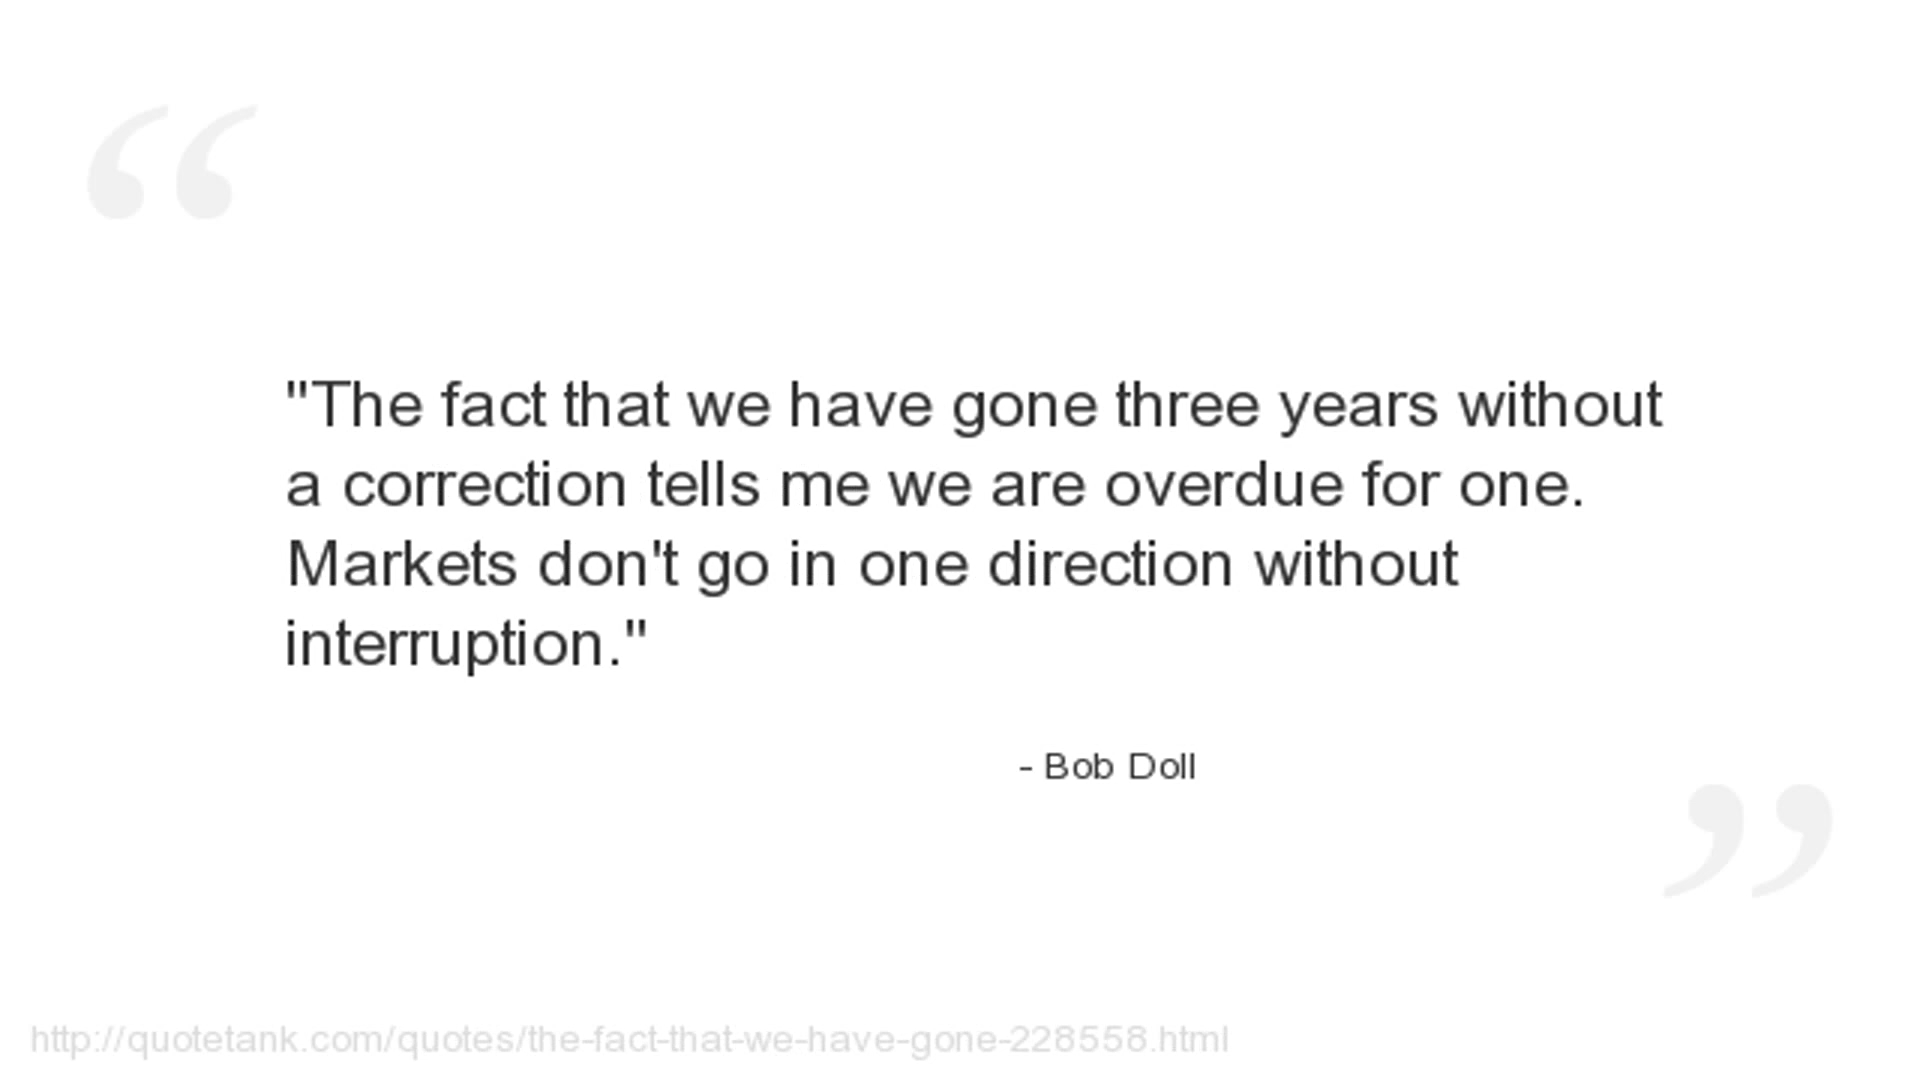 "The fact that we have gone three years without
a correction tells me we are overdue for one.
Markets don't go in one direction without
interruption."
- Bob Doll
http://quotetank.com/quotes/the-fact-that-we-have-gone-228558.html